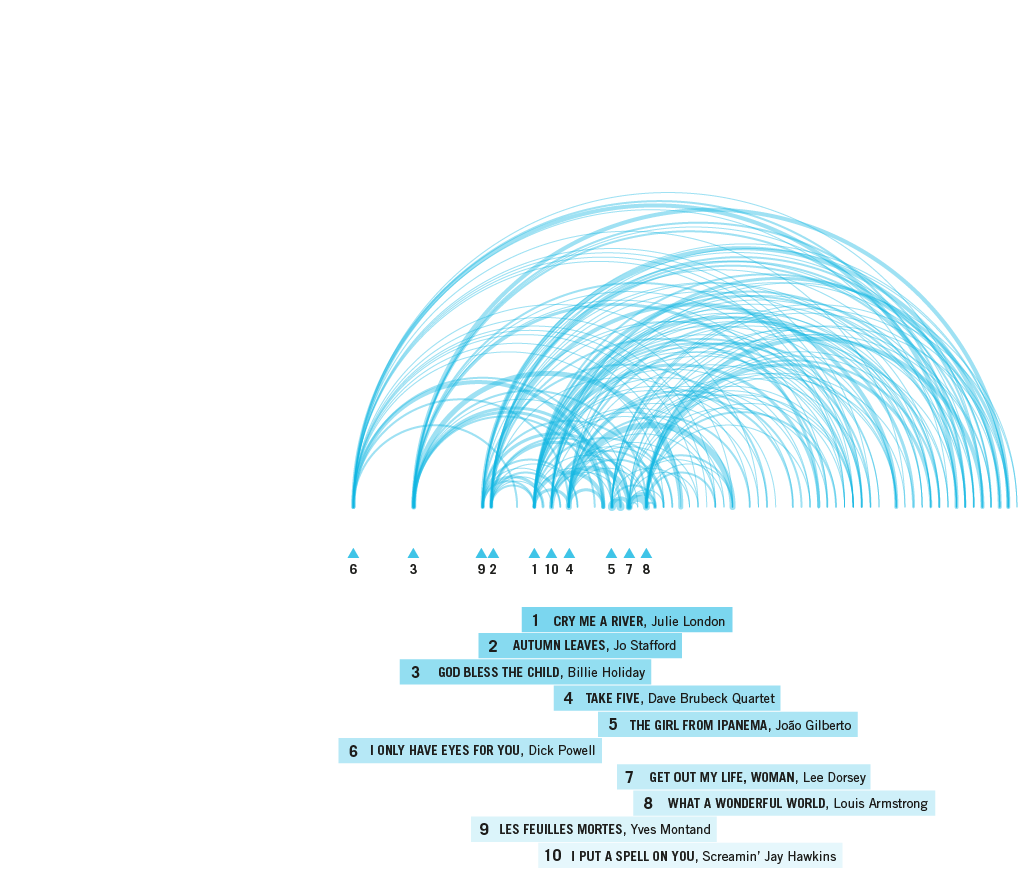 6 3 9 2 1 10 4 5 7 8
1 CRY ME A RIVER, Julie London
2 AUTUMN LEAVES, Jo Stafford
3 GOD BLESS THE CHILD, Billie Holiday
4 TAKE FIVE, Dave Brubeck Quartet
5 THE GIRL FROM IPANEMA, João Gilberto
6 I ONLY HAVE EYES FOR YOU, Dick Powell
7 GET OUT MY LIFE, WOMAN, Lee Dorsey
8 WHAT A WONDERFUL WORLD, Louis Armstrong
9 LES FEUILLES MORTES, Yves Montand
10 I PUT A SPELL ON YOU, Screamin’ Jay Hawkins